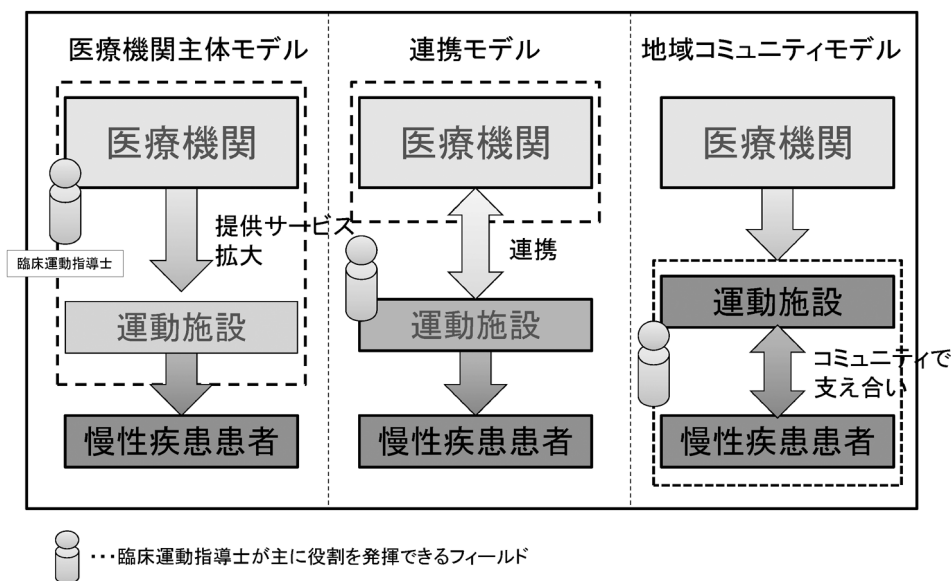 医療機関主体モデル
医療機関
提供サービス
拡大
臨床運動指導士
運動施設
慢性疾患患者
連携モデル
医療機関
連携
運動施設
慢性疾患患者
地域コミュニティモデル
医療機関
運動施設
コミュニティで
支え合い
慢性疾患患者
･･･臨床運動指導士が主に役割を発揮できるフィールド